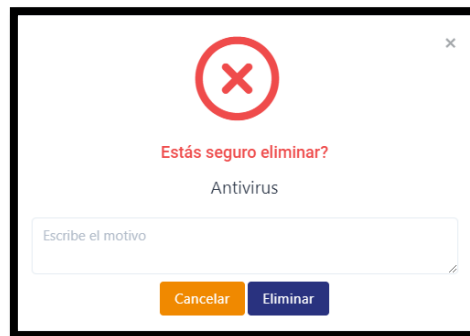 ×
Estás seguro eliminar?
Antivirus
Escribe el motivo
Cancelar Eliminar